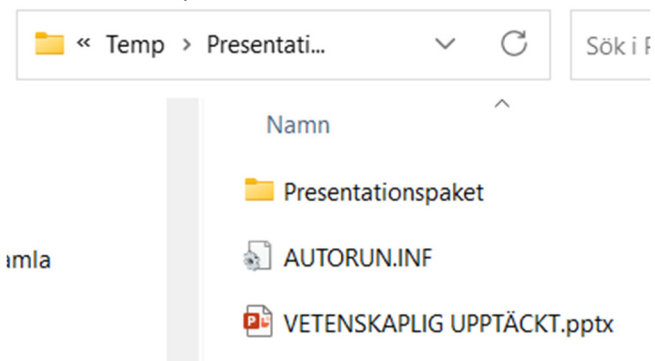 « Temp > Presentati...
Sök i P
Namn
Presentationspaket
amla
AUTORUN.INF
VETENSKAPLIG UPPTÄCKT.pptx